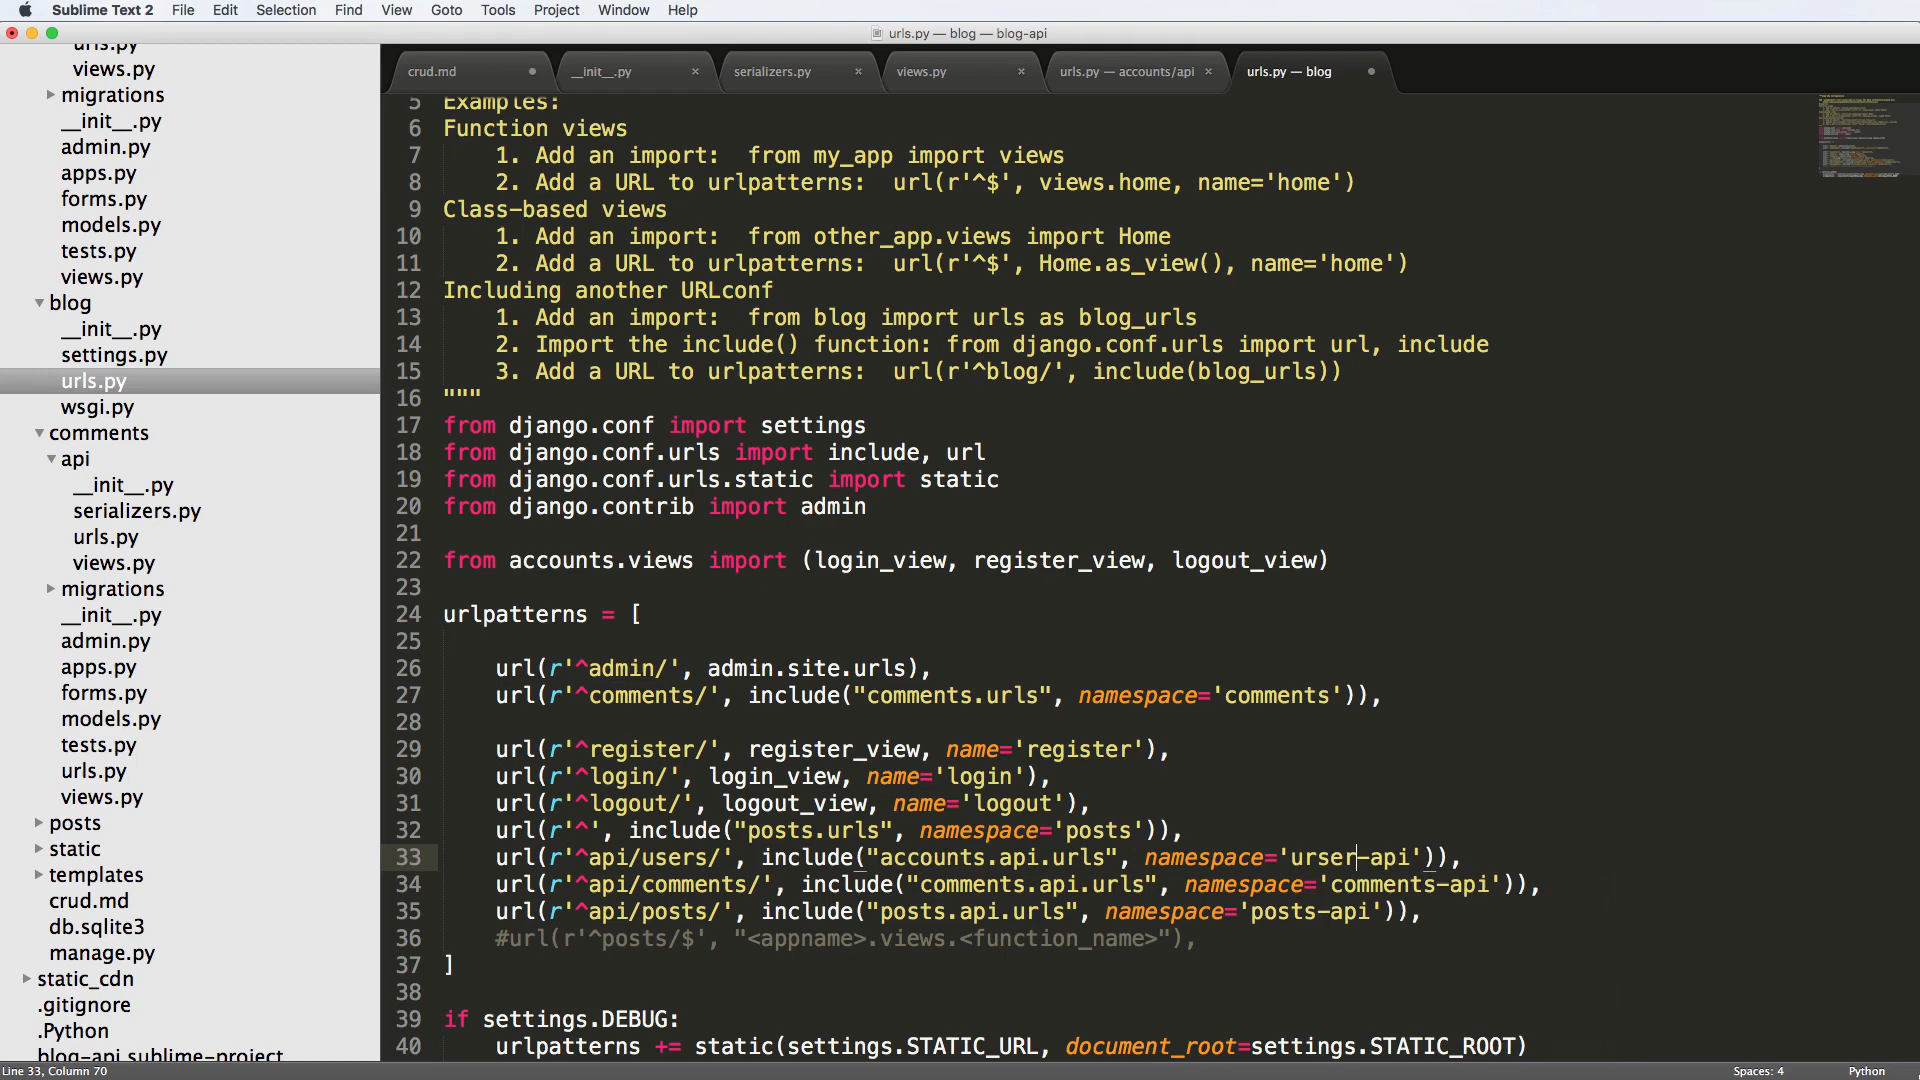 Sublime Text 2 File Edit Selection Find View Goto Tools Project Window Help
urls.py — blog — blog-api
crud.md __init__.py serializers.py views.py urls.py — accounts/api urls.py — blog
urls.py
views.py
migrations
__init__.py
admin.py
apps.py
forms.py
models.py
tests.py
views.py
blog
__init__.py
settings.py
urls.py
wsgi.py
comments
api
__init__.py
serializers.py
urls.py
views.py
migrations
__init__.py
admin.py
apps.py
forms.py
models.py
tests.py
urls.py
views.py
posts
static
templates
crud.md
db.sqlite3
manage.py
static_cdn
.gitignore
.Python
blog-api.sublime-project
5 Examples:
6 Function views
7     1. Add an import:  from my_app import views
8     2. Add a URL to urlpatterns:  url(r'^$', views.home, name='home')
9 Class-based views
10     1. Add an import:  from other_app.views import Home
11     2. Add a URL to urlpatterns:  url(r'^$', Home.as_view(), name='home')
12 Including another URLconf
13     1. Add an import:  from blog import urls as blog_urls
14     2. Import the include() function: from django.conf.urls import url, include
15     3. Add a URL to urlpatterns:  url(r'^blog/', include(blog_urls))
16 """
17 from django.conf import settings
18 from django.conf.urls import include, url
19 from django.conf.urls.static import static
20 from django.contrib import admin
21
22 from accounts.views import (login_view, register_view, logout_view)
23
24 urlpatterns = [
25
26     url(r'^admin/', admin.site.urls),
27     url(r'^comments/', include("comments.urls", namespace='comments')),
28
29     url(r'^register/', register_view, name='register'),
30     url(r'^login/', login_view, name='login'),
31     url(r'^logout/', logout_view, name='logout'),
32     url(r'^', include("posts.urls", namespace='posts')),
33     url(r'^api/users/', include("accounts.api.urls", namespace='urser-api')),
34     url(r'^api/comments/', include("comments.api.urls", namespace='comments-api')),
35     url(r'^api/posts/', include("posts.api.urls", namespace='posts-api')),
36     #url(r'^posts/$', "<appname>.views.<function_name>"),
37 ]
38
39 if settings.DEBUG:
40     urlpatterns += static(settings.STATIC_URL, document_root=settings.STATIC_ROOT)
Line 33, Column 70 Spaces: 4 Python